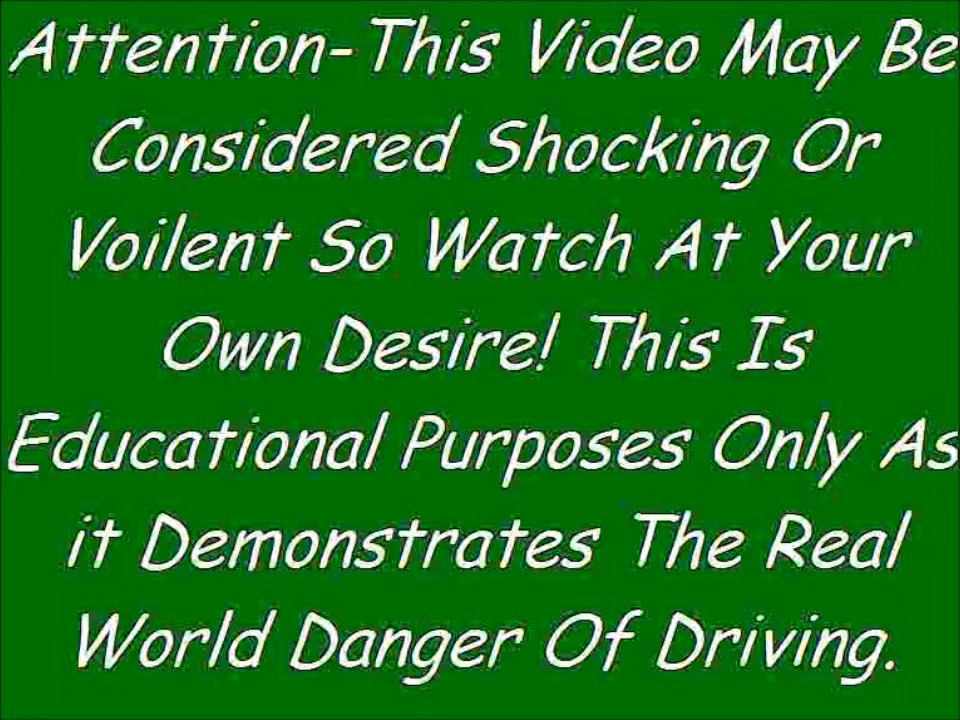 Attention-This Video May Be
Considered Shocking Or
Voilent So Watch At Your
Own Desire! This Is
Educational Purposes Only As
it Demonstrates The Real
World Danger Of Driving.